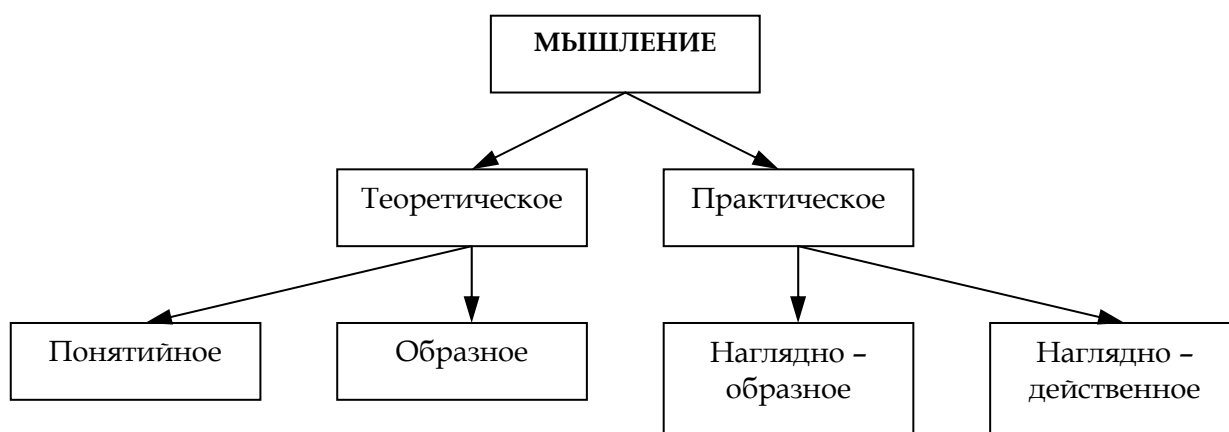 МЫШЛЕНИЕ
Теоретическое
Практическое
Понятийное
Образное
Наглядно –
образное
Наглядно –
действенное